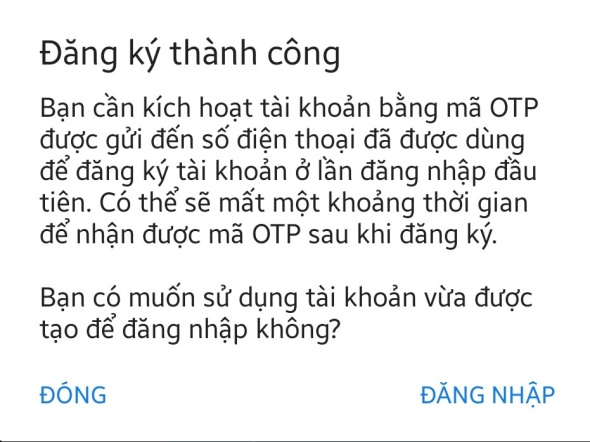 Đăng ký thành công
Bạn cần kích hoạt tài khoản bằng mã OTP
được gửi đến số điện thoại đã được dùng
để đăng ký tài khoản ở lần đăng nhập đầu
tiên. Có thể sẽ mất một khoảng thời gian
để nhận được mã OTP sau khi đăng ký.
Bạn có muốn sử dụng tài khoản vừa được
tạo để đăng nhập không?
ĐÓNG
ĐĂNG NHẬP